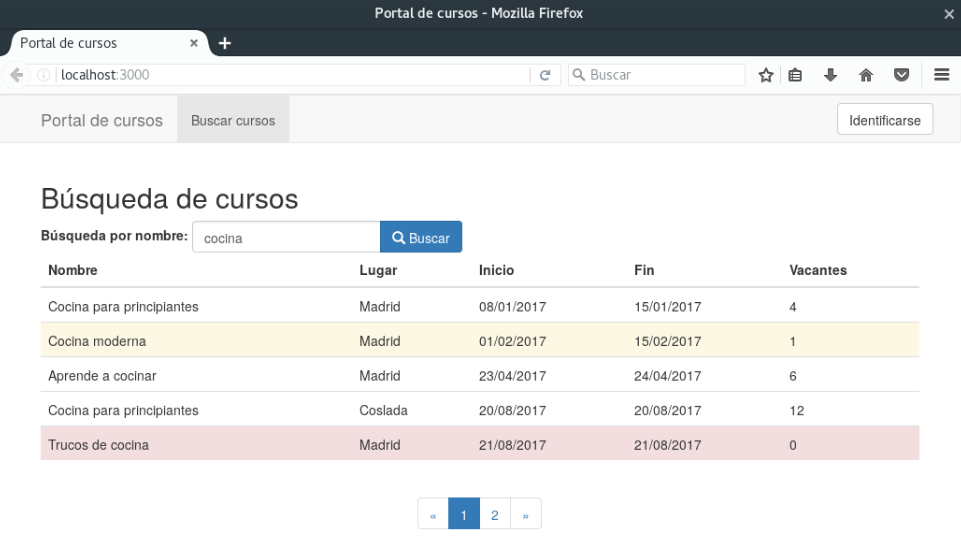 Portal de cursos - Mozilla Firefox
Portal de cursos
localhost:3000
Buscar
Portal de cursos Buscar cursos Identificarse
Búsqueda de cursos
Búsqueda por nombre: cocina Buscar
Nombre Lugar Inicio Fin Vacantes
Cocina para principiantes Madrid 08/01/2017 15/01/2017 4
Cocina moderna Madrid 01/02/2017 15/02/2017 1
Aprende a cocinar Madrid 23/04/2017 24/04/2017 6
Cocina para principiantes Coslada 20/08/2017 20/08/2017 12
Trucos de cocina Madrid 21/08/2017 21/08/2017 0
« 1 2 »